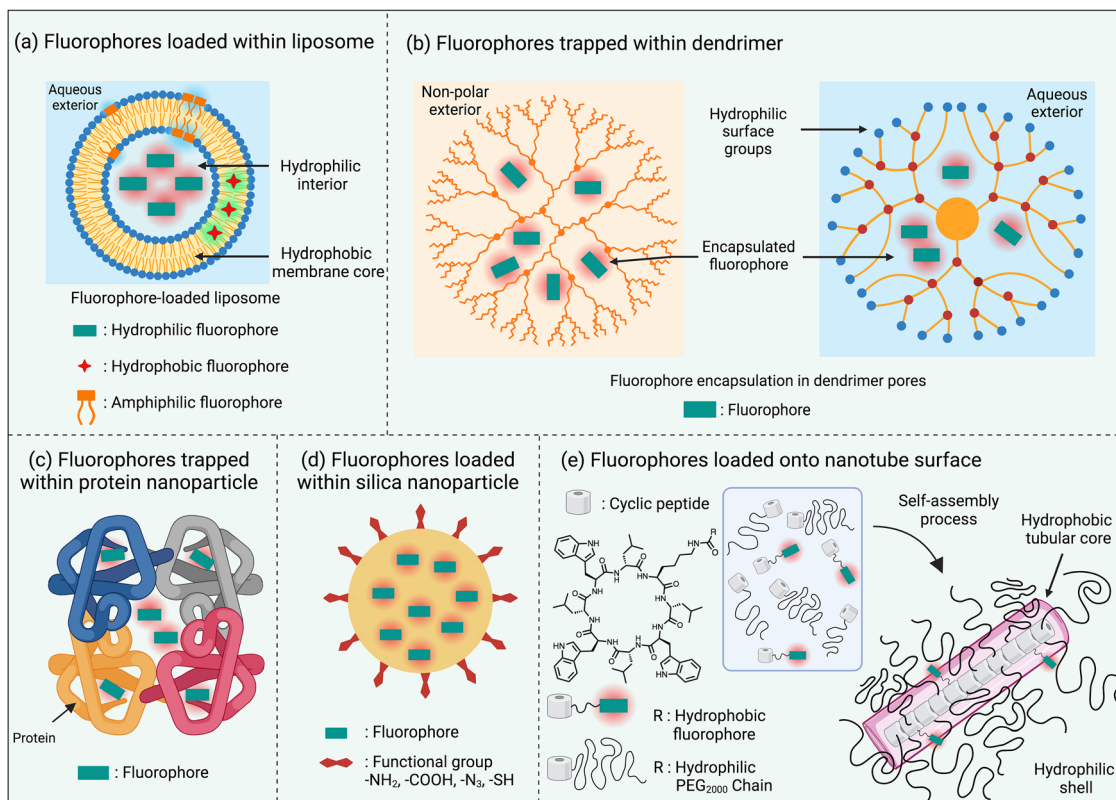 (a) Fluorophores loaded within liposome
Aqueous
exterior
Hydrophilic
interior
Hydrophobic
membrane core
Fluorophore-loaded liposome
: Hydrophilic fluorophore
: Hydrophobic fluorophore
: Amphiphilic fluorophore
(b) Fluorophores trapped within dendrimer
Non-polar
exterior
Hydrophilic
surface
groups
Aqueous
exterior
Encapsulated
fluorophore
Fluorophore encapsulation in dendrimer pores
: Fluorophore
(c) Fluorophores trapped
within protein nanoparticle
Protein
: Fluorophore
(d) Fluorophores loaded
within silica nanoparticle
: Fluorophore
: Functional group
-NH₂, -COOH, -N₃, -SH
(e) Fluorophores loaded onto nanotube surface
: Cyclic peptide
Self-assembly
process
Hydrophobic
tubular core
R : Hydrophobic
fluorophore
R : Hydrophilic
PEG₂₀₀₀ Chain
Hydrophilic
shell